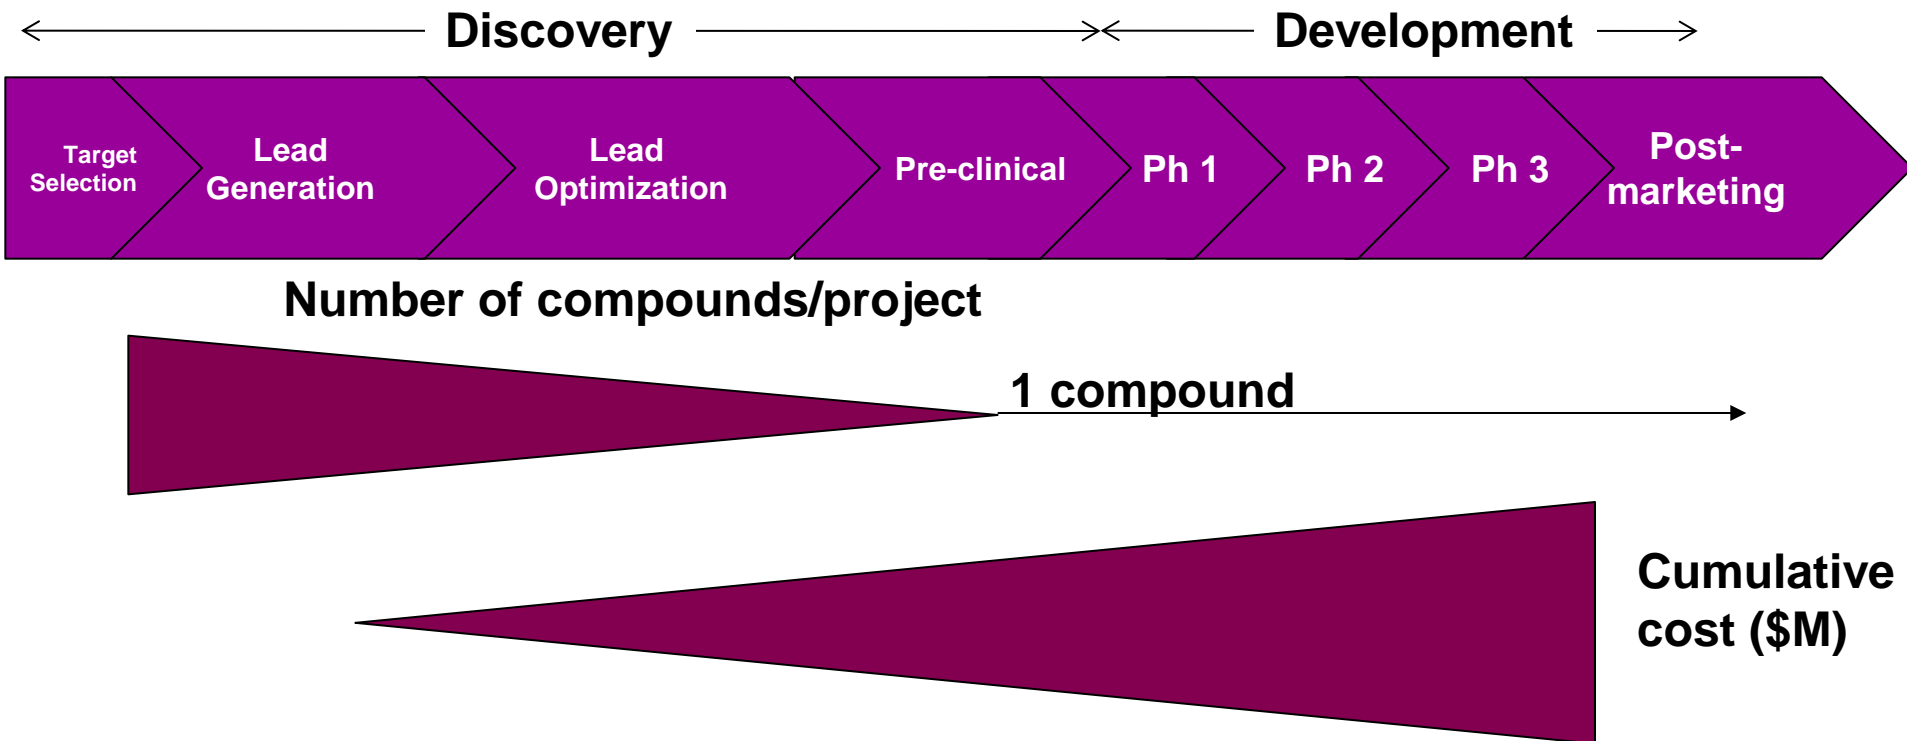 Discovery
Development
Target
Selection
Lead
Generation
Lead
Optimization
Pre-clinical
Ph 1
Ph 2
Ph 3
Post-
marketing
Number of compounds/project
1 compound
Cumulative
cost ($M)